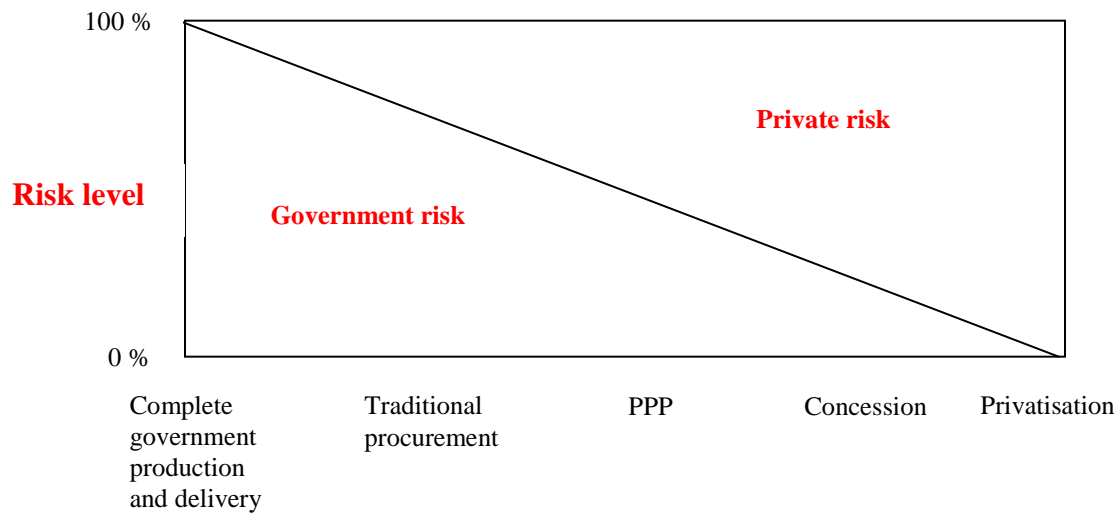 100 %
Private risk
Risk level
Government risk
0 %
Complete
government
production
and delivery
Traditional
procurement
PPP
Concession
Privatisation